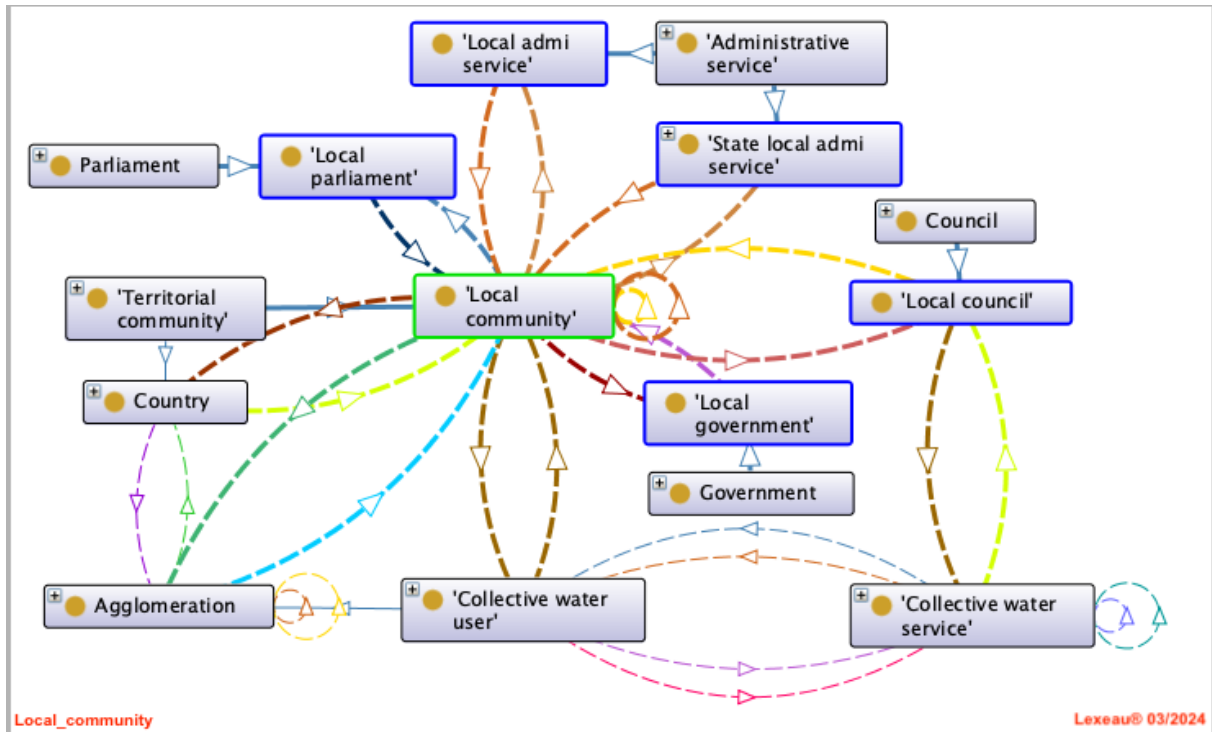 'Local admi
service'
'Administrative
service'
Parliament
'Local
parliament'
'State local admi
service'
Council
'Territorial
community'
'Local
community'
'Local council'
Country
'Local
government'
Government
Agglomeration
'Collective water
user'
'Collective water
service'
Local_community
Lexeau® 03/2024